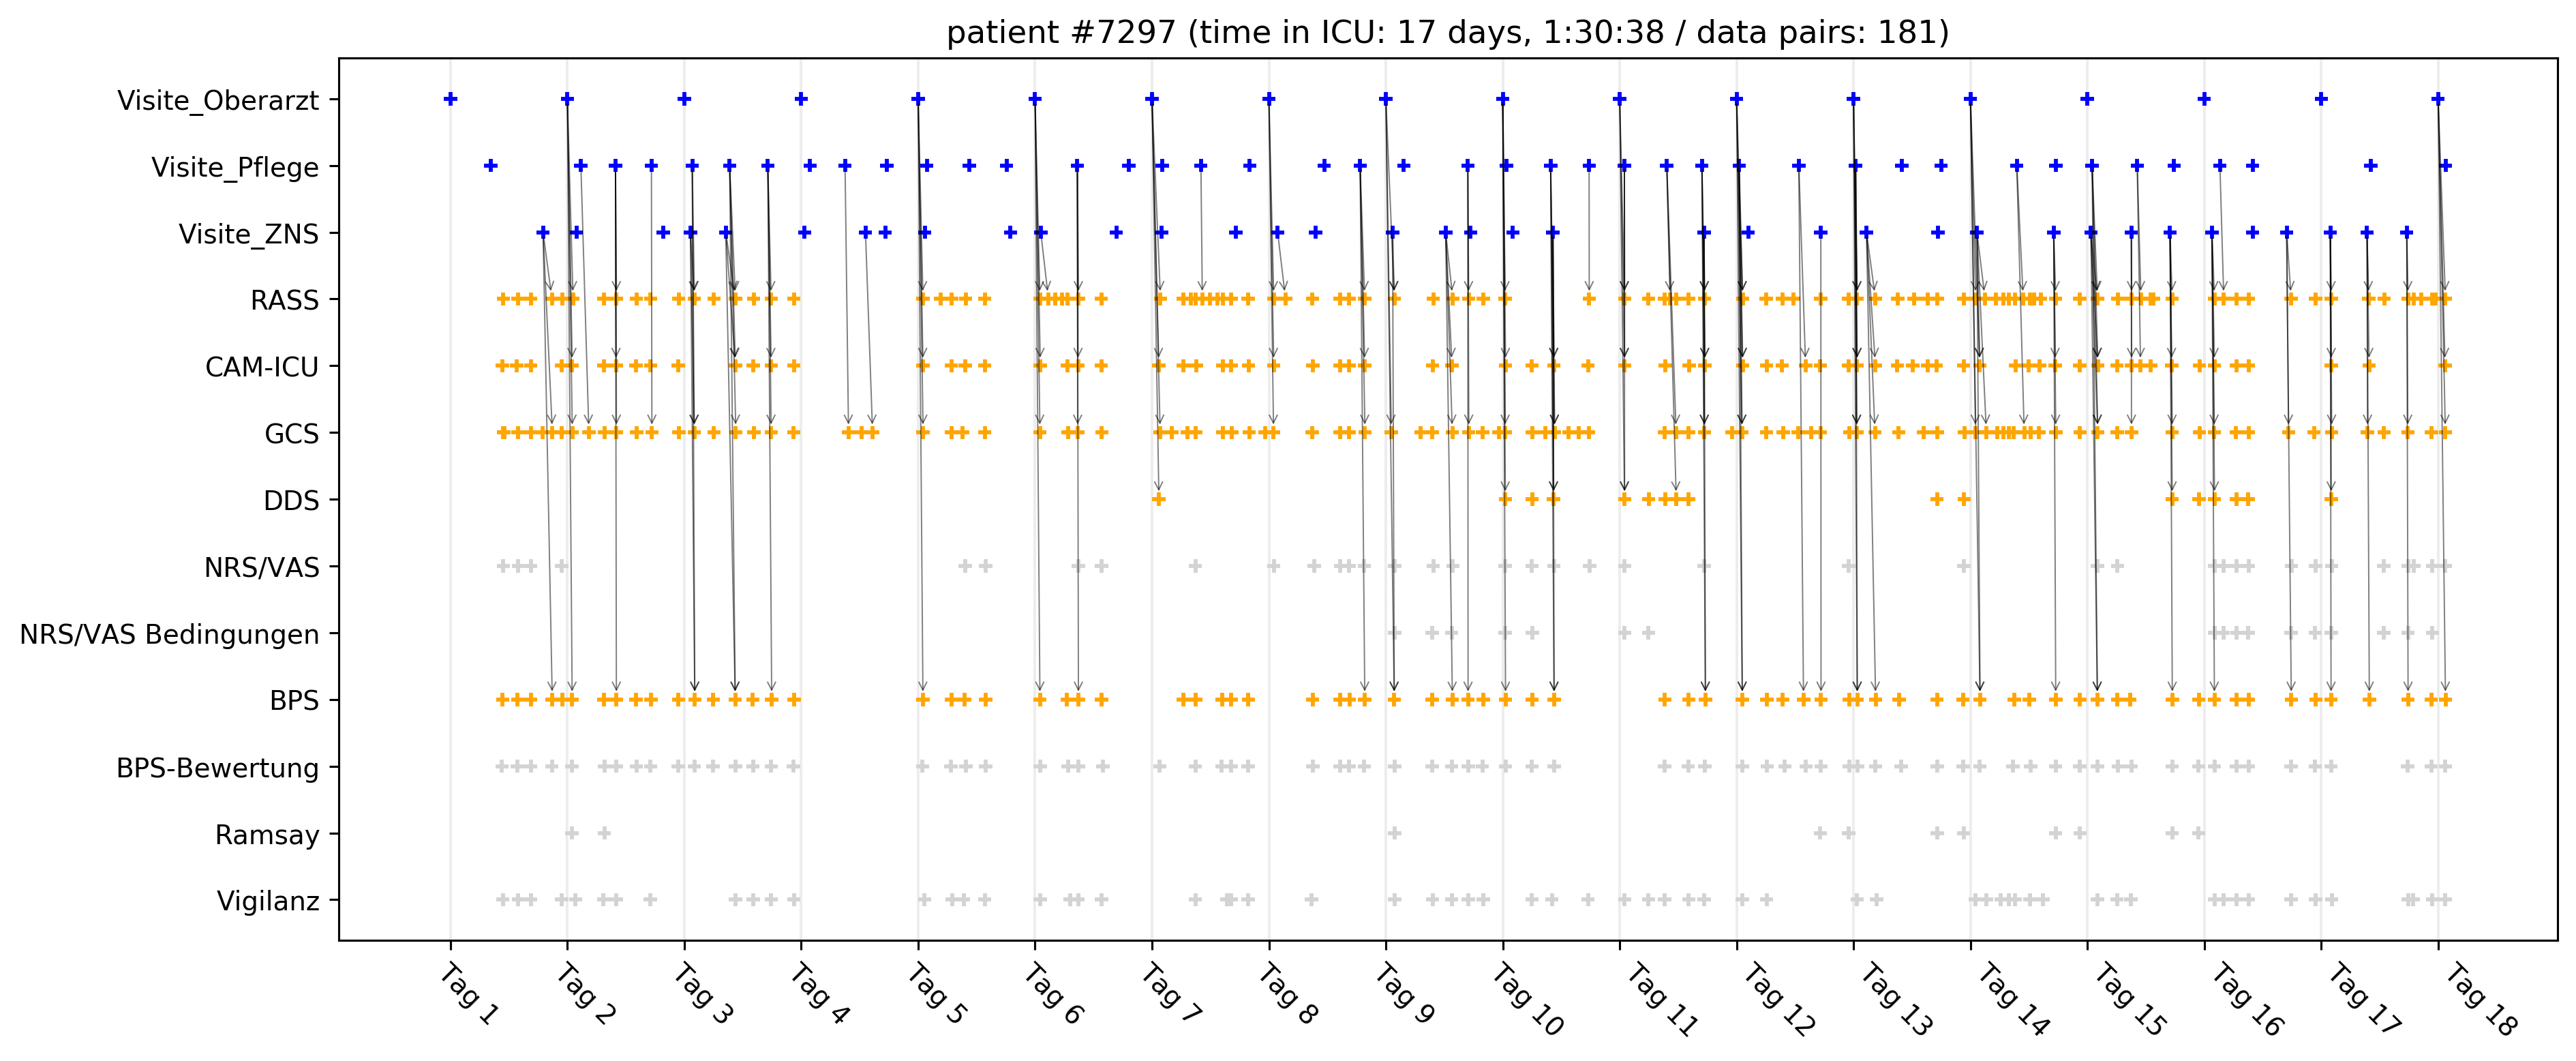 patient #7297 (time in ICU: 17 days, 1:30:38 / data pairs: 181)
Visite_Oberarzt
Visite_Pflege
Visite_ZNS
RASS
CAM-ICU
GCS
DDS
NRS/VAS
NRS/VAS Bedingungen
BPS
BPS-Bewertung
Ramsay
Vigilanz
Tag 1
Tag 2
Tag 3
Tag 4
Tag 5
Tag 6
Tag 7
Tag 8
Tag 9
Tag 10
Tag 11
Tag 12
Tag 13
Tag 14
Tag 15
Tag 16
Tag 17
Tag 18